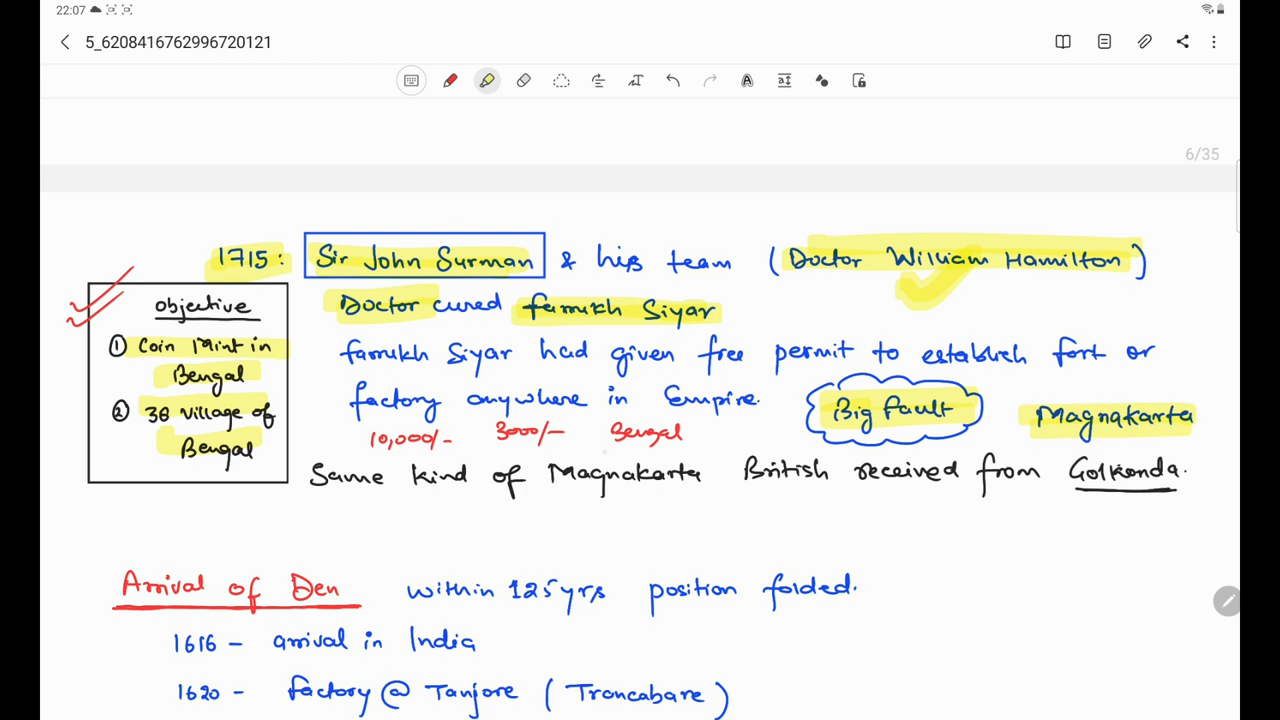 22:07
5_6208416762996720121
6/35
1715: Sir John Surman & his team (Doctor William Hamilton)
Objective
① Coin Mint in Bengal
② 38 Village of Bengal
Doctor cured farrukh Siyar
farrukh Siyar had given free permit to establish fort or
factory anywhere in Empire. Big fault Magnakarta
10,000/- 3000/- Bengal
Same kind of Magnakarta British received from Golkonda.
Arrival of Den within 125 yrs position folded.
1616 - arrival in India
1620 - factory @ Tanjore (Trancabare)